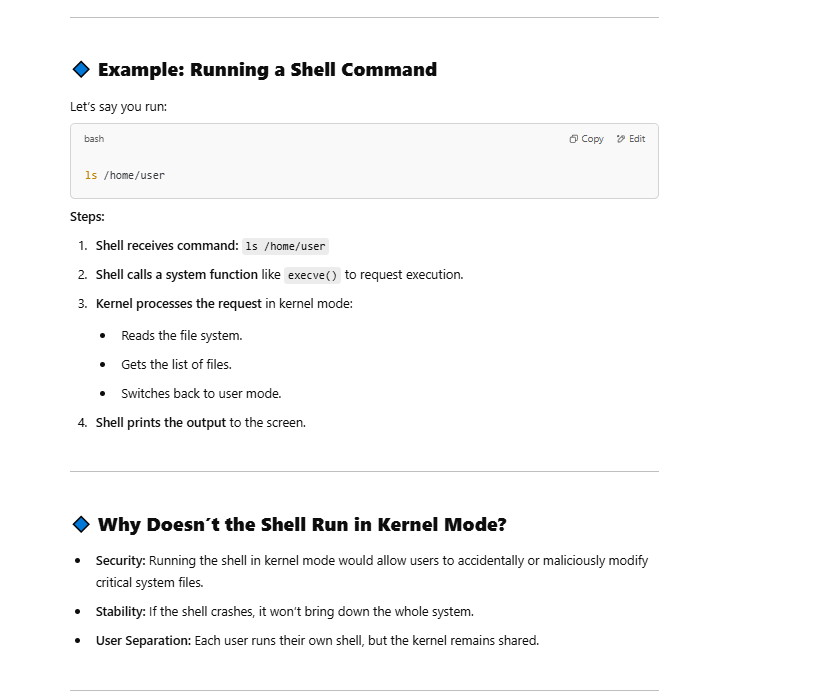 Example: Running a Shell Command
Let's say you run:
bash
Copy
Edit
ls /home/user
Steps:
1. Shell receives command: ls /home/user
2. Shell calls a system function like execve() to request execution.
3. Kernel processes the request in kernel mode:
• Reads the file system.
• Gets the list of files.
• Switches back to user mode.
4. Shell prints the output to the screen.
Why Doesn´t the Shell Run in Kernel Mode?
• Security: Running the shell in kernel mode would allow users to accidentally or maliciously modify
critical system files.
• Stability: If the shell crashes, it won't bring down the whole system.
• User Separation: Each user runs their own shell, but the kernel remains shared.